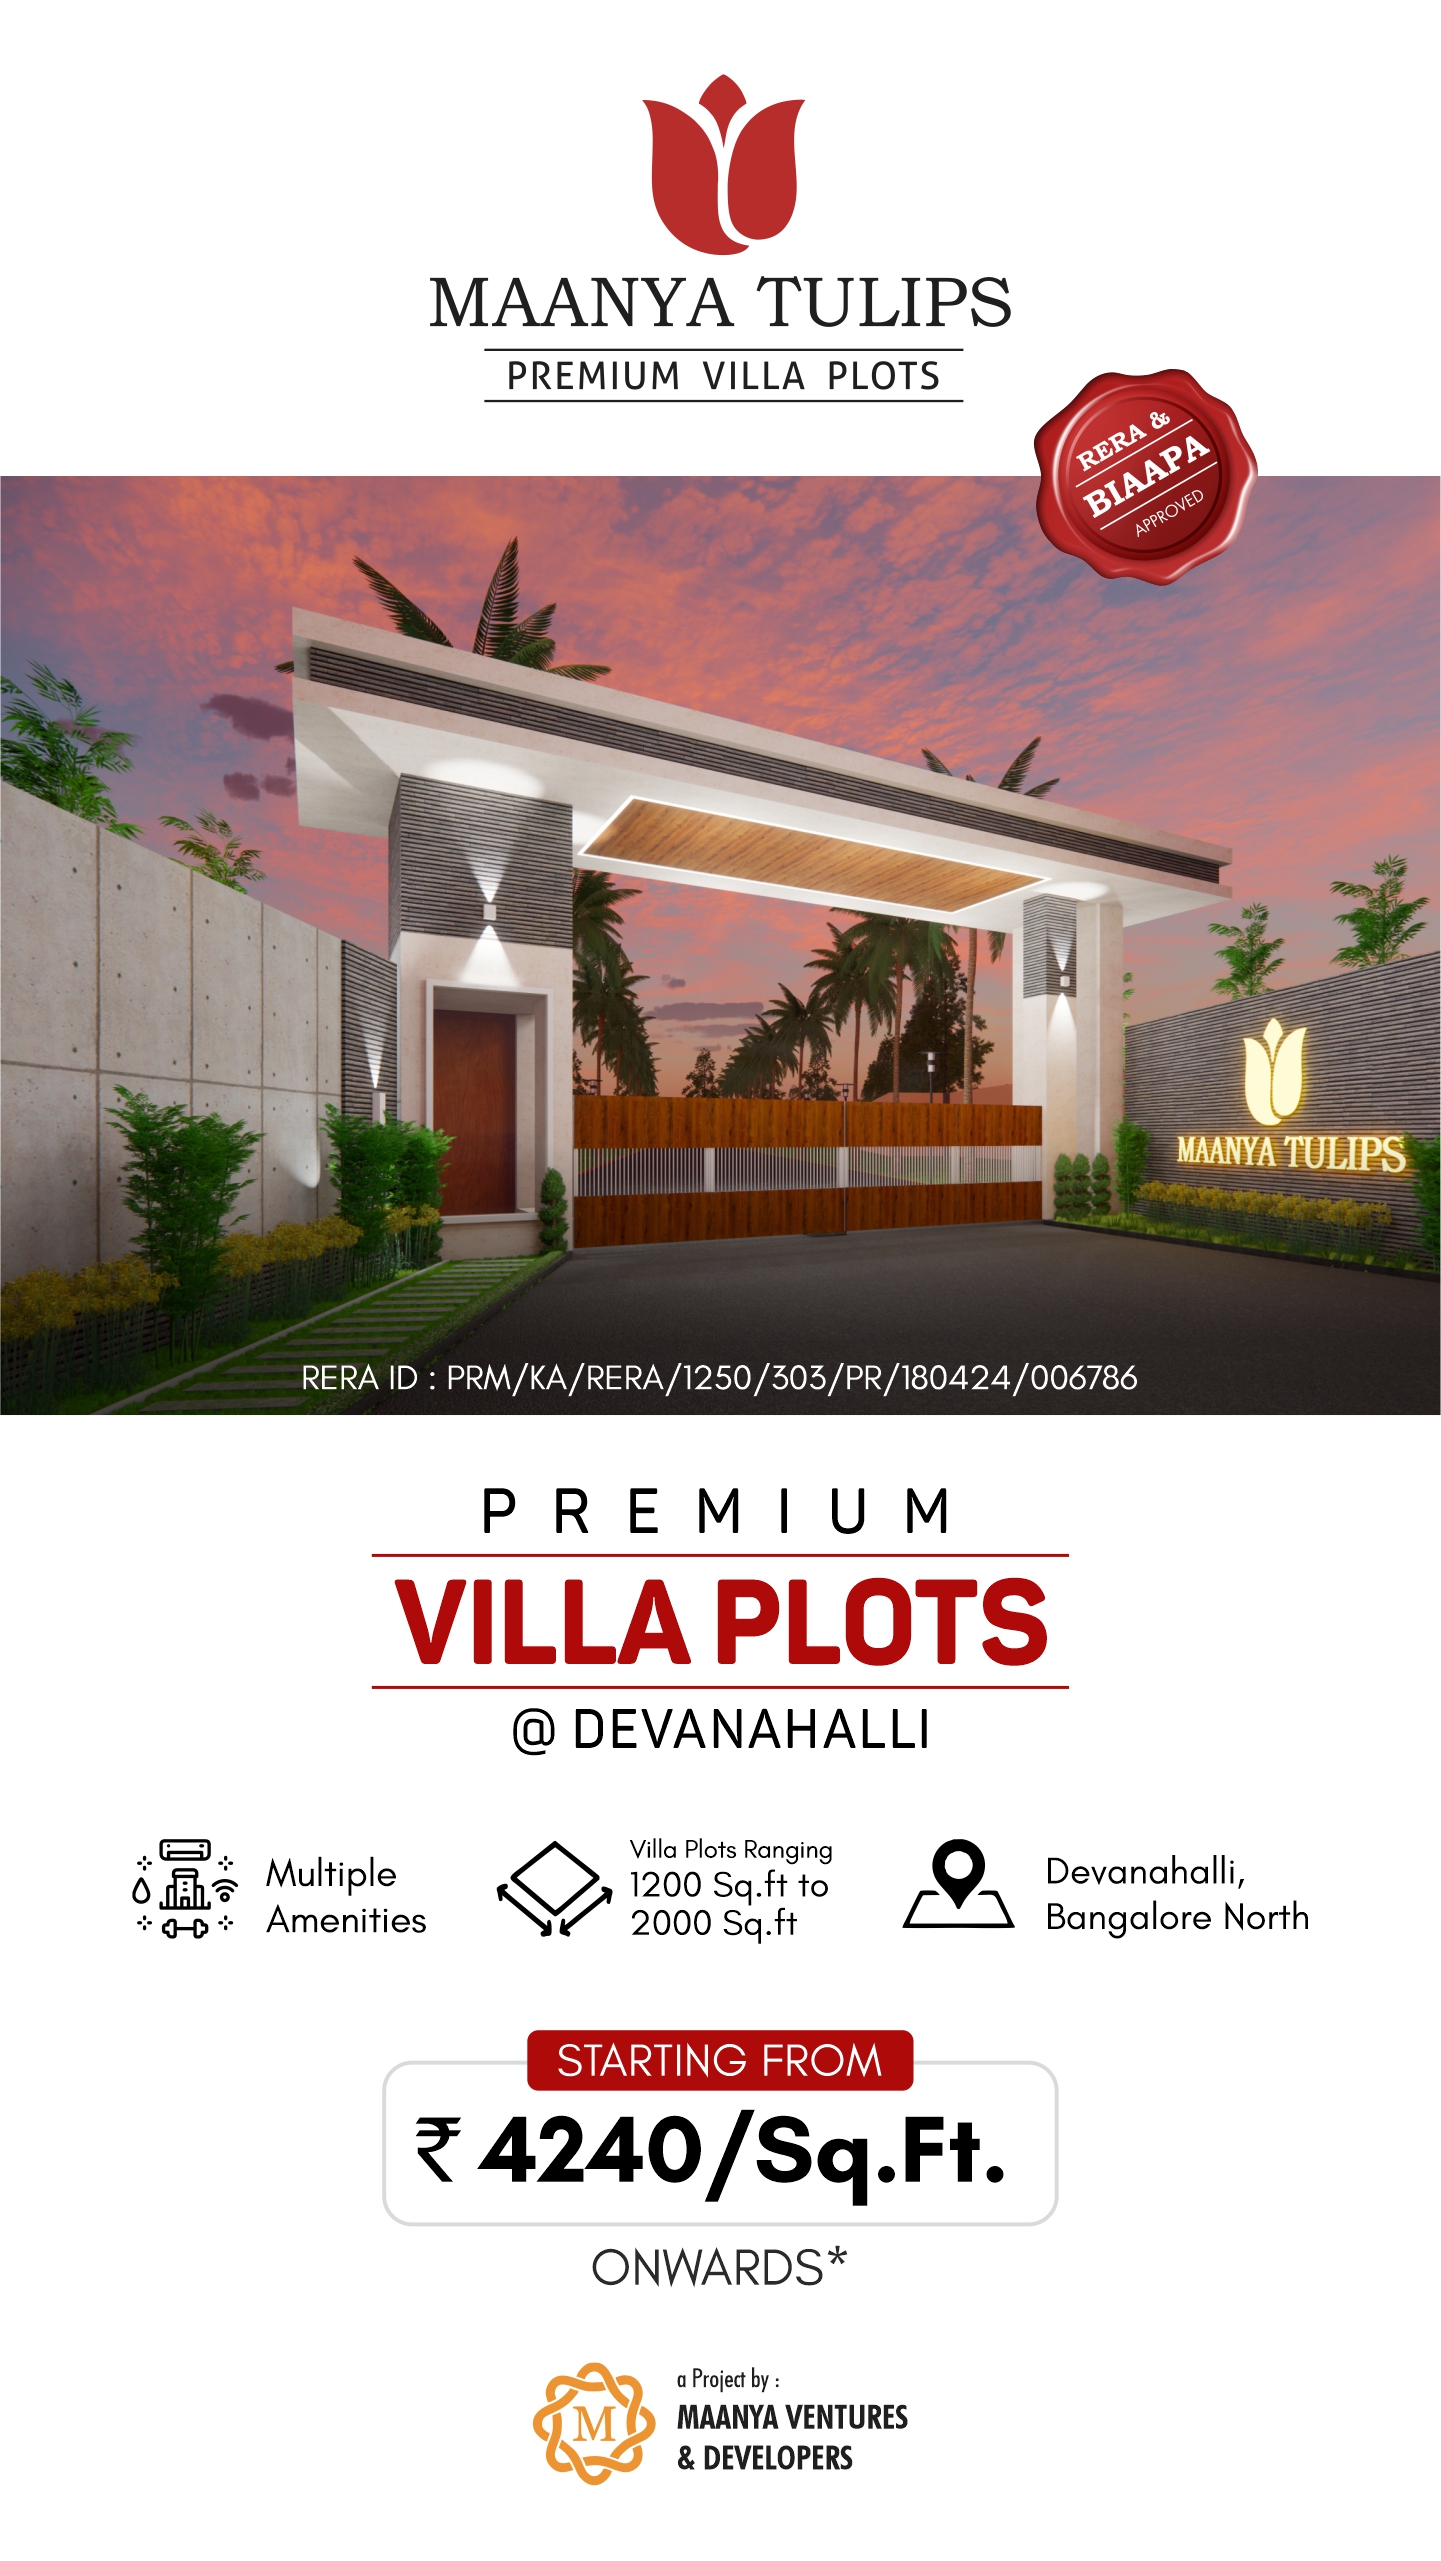 MAANYA TULIPS
PREMIUM VILLA PLOTS
RERA &
BIAAPA
APPROVED
MAANYA TULIPS
RERA ID : PRM/KA/RERA/1250/303/PR/180424/006786
PREMIUM
VILLA PLOTS
@ DEVANAHALLI
Multiple
Amenities
Villa Plots Ranging
1200 Sq.ft to
2000 Sq.ft
Devanahalli,
Bangalore North
STARTING FROM
₹ 4240/Sq.Ft.
ONWARDS*
M
a Project by :
MAANYA VENTURES
& DEVELOPERS